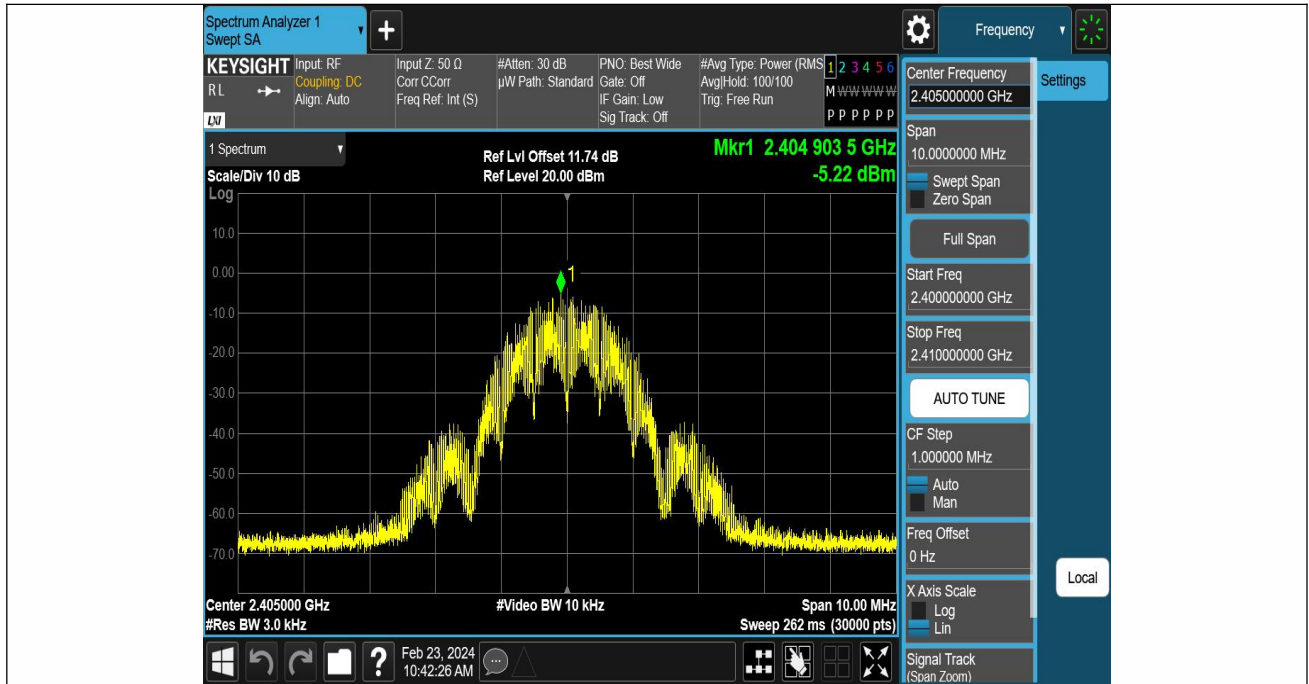 Spectrum Analyzer 1
Swept SA
Frequency
KEYSIGHT
RL
LXI
Input: RF
Coupling: DC
Align: Auto
Input Z: 50 Ω
Corr CCorr
Freq Ref: Int (S)
#Atten: 30 dB
µW Path: Standard
PNO: Best Wide
Gate: Off
IF Gain: Low
Sig Track: Off
#Avg Type: Power (RMS
Avg|Hold: 100/100
Trig: Free Run
1 2 3 4 5 6
M W W W W W
P P P P P P
1 Spectrum
Scale/Div 10 dB
Ref Lvl Offset 11.74 dB
Ref Level 20.00 dBm
Mkr1 2.404 903 5 GHz
-5.22 dBm
Log
10.0
0.00
-10.0
-20.0
-30.0
-40.0
-50.0
-60.0
-70.0
1
Center 2.405000 GHz
#Res BW 3.0 kHz
#Video BW 10 kHz
Span 10.00 MHz
Sweep 262 ms (30000 pts)
Center Frequency
2.405000000 GHz
Settings
Span
10.0000000 MHz
Swept Span
Zero Span
Full Span
Start Freq
2.400000000 GHz
Stop Freq
2.410000000 GHz
AUTO TUNE
CF Step
1.000000 MHz
Auto
Man
Freq Offset
0 Hz
Local
X Axis Scale
Log
Lin
Signal Track
(Span Zoom)
?
Feb 23, 2024
10:42:26 AM